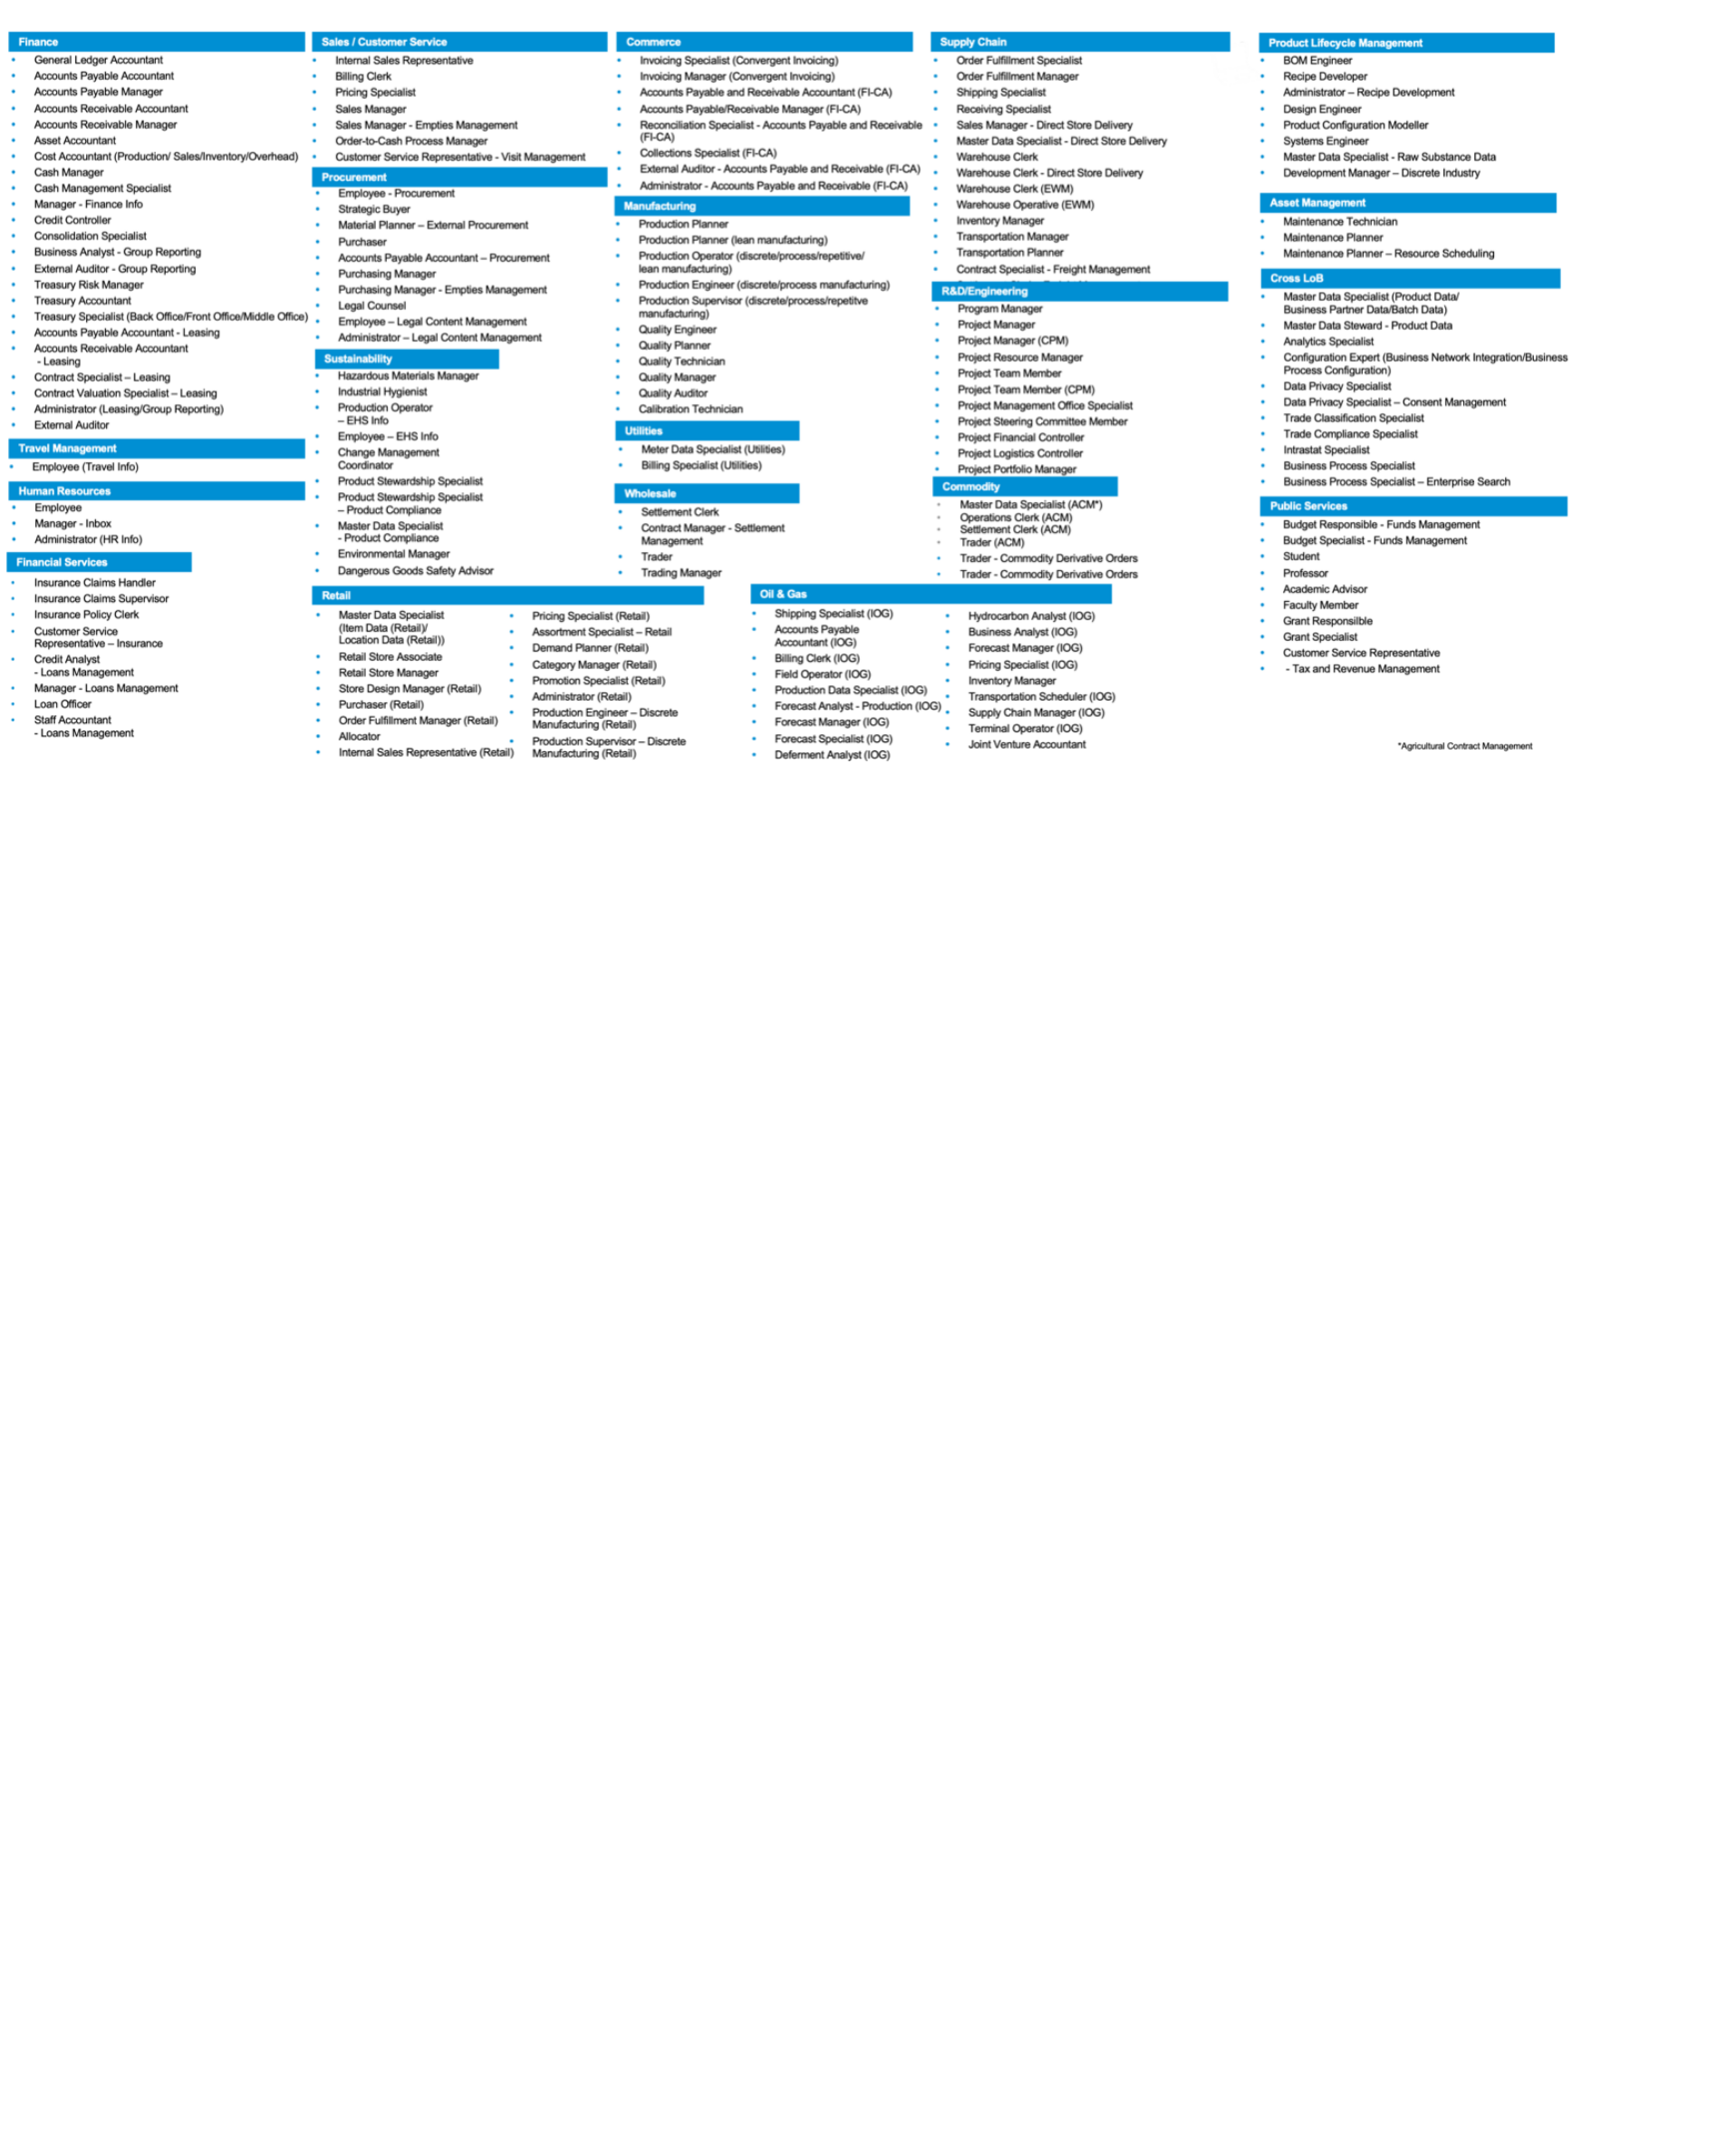 Finance
General Ledger Accountant
Accounts Payable Accountant
Accounts Payable Manager
Accounts Receivable Accountant
Accounts Receivable Manager
Asset Accountant
Cost Accountant (Production/ Sales/Inventory/Overhead)
Cash Manager
Cash Management Specialist
Manager - Finance Info
Credit Controller
Consolidation Specialist
Business Analyst - Group Reporting
External Auditor - Group Reporting
Treasury Risk Manager
Treasury Accountant
Treasury Specialist (Back Office/Front Office/Middle Office)
Accounts Payable Accountant - Leasing
Accounts Receivable Accountant
- Leasing
Contract Specialist – Leasing
Contract Valuation Specialist – Leasing
Administrator (Leasing/Group Reporting)
External Auditor
Travel Management
Employee (Travel Info)
Human Resources
Employee
Manager - Inbox
Administrator (HR Info)
Financial Services
Insurance Claims Handler
Insurance Claims Supervisor
Insurance Policy Clerk
Customer Service
Representative – Insurance
Credit Analyst
- Loans Management
Manager - Loans Management
Loan Officer
Staff Accountant
- Loans Management
Sales / Customer Service
Internal Sales Representative
Billing Clerk
Pricing Specialist
Sales Manager
Sales Manager - Empties Management
Order-to-Cash Process Manager
Customer Service Representative - Visit Management
Procurement
Employee - Procurement
Strategic Buyer
Material Planner – External Procurement
Purchaser
Accounts Payable Accountant – Procurement
Purchasing Manager
Purchasing Manager - Empties Management
Legal Counsel
Employee – Legal Content Management
Administrator – Legal Content Management
Sustainability
Hazardous Materials Manager
Industrial Hygienist
Production Operator
– EHS Info
Employee – EHS Info
Change Management
Coordinator
Product Stewardship Specialist
Product Stewardship Specialist
– Product Compliance
Master Data Specialist
- Product Compliance
Environmental Manager
Dangerous Goods Safety Advisor
Retail
Master Data Specialist
(Item Data (Retail)/
Location Data (Retail))
Retail Store Associate
Retail Store Manager
Store Design Manager (Retail)
Purchaser (Retail)
Order Fulfillment Manager (Retail)
Allocator
Internal Sales Representative (Retail)
Pricing Specialist (Retail)
Assortment Specialist – Retail
Demand Planner (Retail)
Category Manager (Retail)
Promotion Specialist (Retail)
Administrator (Retail)
Production Engineer – Discrete
Manufacturing (Retail)
Production Supervisor – Discrete
Manufacturing (Retail)
Commerce
Invoicing Specialist (Convergent Invoicing)
Invoicing Manager (Convergent Invoicing)
Accounts Payable and Receivable Accountant (FI-CA)
Accounts Payable/Receivable Manager (FI-CA)
Reconciliation Specialist - Accounts Payable and Receivable
(FI-CA)
Collections Specialist (FI-CA)
External Auditor - Accounts Payable and Receivable (FI-CA)
Administrator - Accounts Payable and Receivable (FI-CA)
Manufacturing
Production Planner
Production Planner (lean manufacturing)
Production Operator (discrete/process/repetitive/
lean manufacturing)
Production Engineer (discrete/process manufacturing)
Production Supervisor (discrete/process/repetitve
manufacturing)
Quality Engineer
Quality Planner
Quality Technician
Quality Manager
Quality Auditor
Calibration Technician
Utilities
Meter Data Specialist (Utilities)
Billing Specialist (Utilities)
Wholesale
Settlement Clerk
Contract Manager - Settlement
Management
Trader
Trading Manager
Oil & Gas
Shipping Specialist (IOG)
Accounts Payable
Accountant (IOG)
Billing Clerk (IOG)
Field Operator (IOG)
Production Data Specialist (IOG)
Forecast Analyst - Production (IOG)
Forecast Manager (IOG)
Forecast Specialist (IOG)
Deferment Analyst (IOG)
Hydrocarbon Analyst (IOG)
Business Analyst (IOG)
Forecast Manager (IOG)
Pricing Specialist (IOG)
Inventory Manager
Transportation Scheduler (IOG)
Supply Chain Manager (IOG)
Terminal Operator (IOG)
Joint Venture Accountant
Supply Chain
Order Fulfillment Specialist
Order Fulfillment Manager
Shipping Specialist
Receiving Specialist
Sales Manager - Direct Store Delivery
Master Data Specialist - Direct Store Delivery
Warehouse Clerk
Warehouse Clerk - Direct Store Delivery
Warehouse Clerk (EWM)
Warehouse Operative (EWM)
Inventory Manager
Transportation Manager
Transportation Planner
Contract Specialist - Freight Management
R&D/Engineering
Program Manager
Project Manager
Project Manager (CPM)
Project Resource Manager
Project Team Member
Project Team Member (CPM)
Project Management Office Specialist
Project Steering Committee Member
Project Financial Controller
Project Logistics Controller
Project Portfolio Manager
Commodity
Master Data Specialist (ACM*)
Operations Clerk (ACM)
Settlement Clerk (ACM)
Trader (ACM)
Trader - Commodity Derivative Orders
Trader - Commodity Derivative Orders
Product Lifecycle Management
BOM Engineer
Recipe Developer
Administrator – Recipe Development
Design Engineer
Product Configuration Modeller
Systems Engineer
Master Data Specialist - Raw Substance Data
Development Manager – Discrete Industry
Asset Management
Maintenance Technician
Maintenance Planner
Maintenance Planner – Resource Scheduling
Cross LoB
Master Data Specialist (Product Data/
Business Partner Data/Batch Data)
Master Data Steward - Product Data
Analytics Specialist
Configuration Expert (Business Network Integration/Business
Process Configuration)
Data Privacy Specialist
Data Privacy Specialist – Consent Management
Trade Classification Specialist
Trade Compliance Specialist
Intrastat Specialist
Business Process Specialist
Business Process Specialist – Enterprise Search
Public Services
Budget Responsible - Funds Management
Budget Specialist - Funds Management
Student
Professor
Academic Advisor
Faculty Member
Grant Responsilble
Grant Specialist
Customer Service Representative
- Tax and Revenue Management
*Agricultural Contract Management